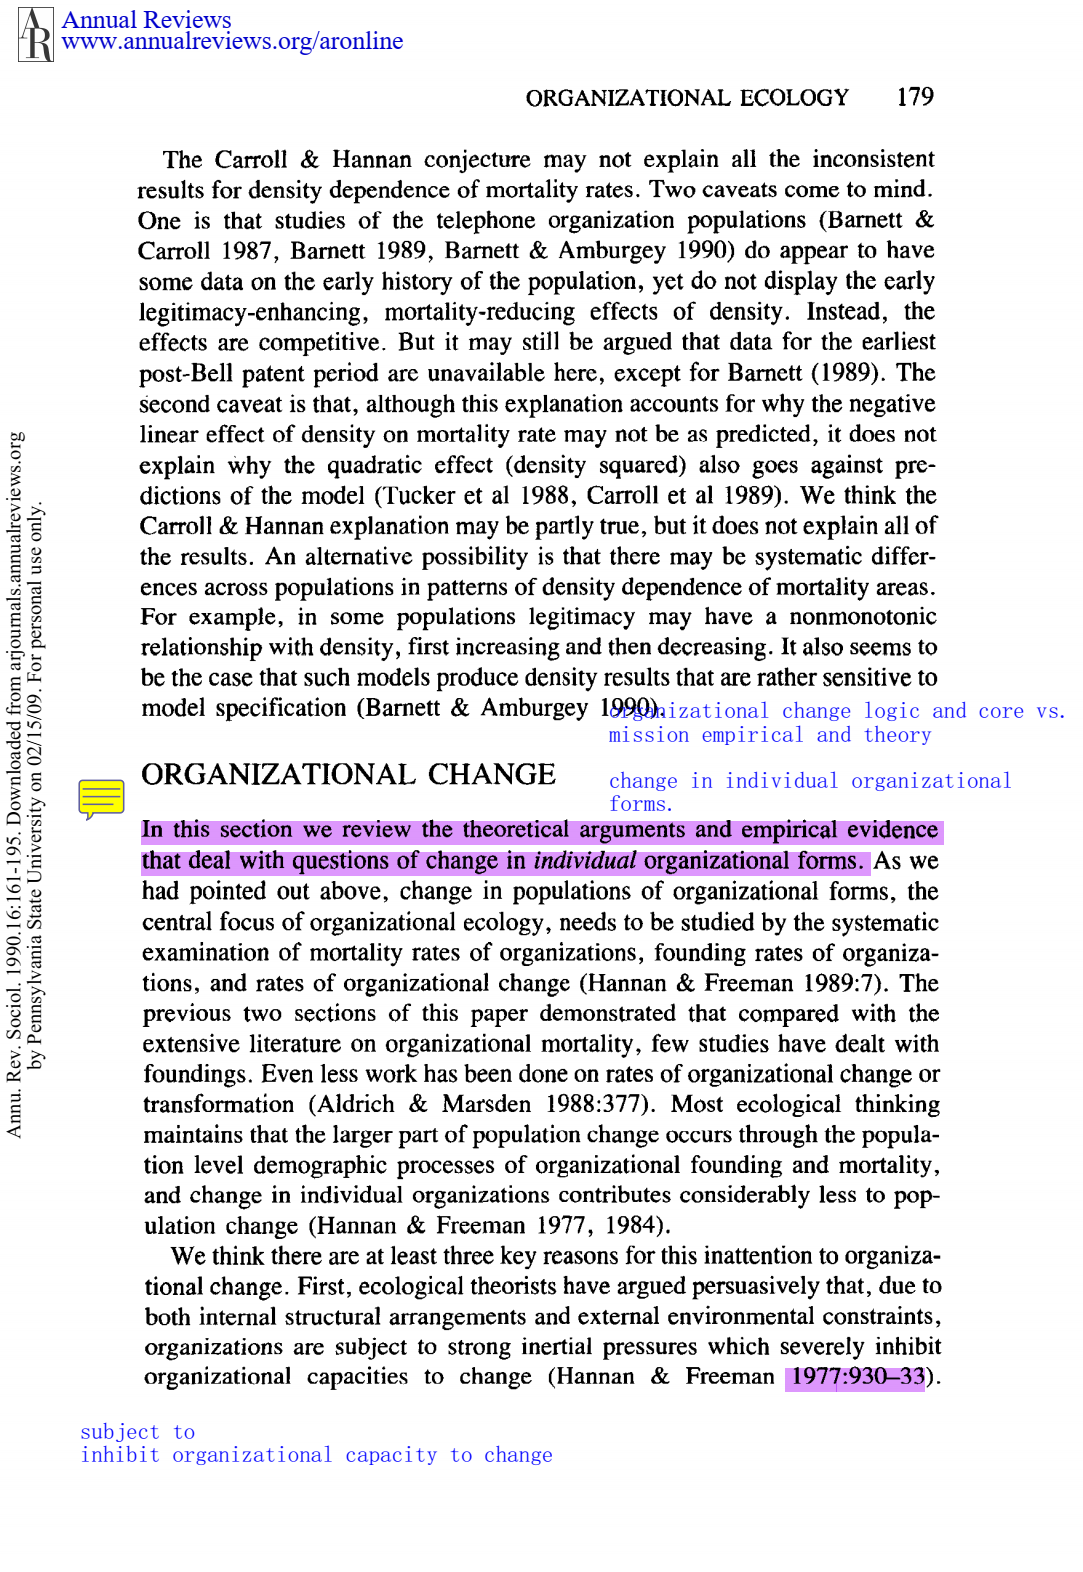 Annual Reviews
www.annualreviews.org/aronline
ORGANIZATIONAL ECOLOGY 179
The Carroll & Hannan conjecture may not explain all the inconsistent
results for density dependence of mortality rates. Two caveats come to mind.
One is that studies of the telephone organization populations (Barnett &
Carroll 1987, Barnett 1989, Barnett & Amburgey 1990) do appear to have
some data on the early history of the population, yet do not display the early
legitimacy-enhancing, mortality-reducing effects of density. Instead, the
effects are competitive. But it may still be argued that data for the earliest
post-Bell patent period are unavailable here, except for Barnett (1989). The
second caveat is that, although this explanation accounts for why the negative
linear effect of density on mortality rate may not be as predicted, it does not
explain why the quadratic effect (density squared) also goes against pre-
dictions of the model (Tucker et al 1988, Carroll et al 1989). We think the
Carroll & Hannan explanation may be partly true, but it does not explain all of
the results. An alternative possibility is that there may be systematic differ-
ences across populations in patterns of density dependence of mortality areas.
For example, in some populations legitimacy may have a nonmonotonic
relationship with density, first increasing and then decreasing. It also seems to
be the case that such models produce density results that are rather sensitive to
model specification (Barnett & Amburgey 1990).
organizational change logic and core vs.
mission empirical and theory
ORGANIZATIONAL CHANGE
change in individual organizational
forms.
In this section we review the theoretical arguments and empirical evidence
that deal with questions of change in individual organizational forms. As we
had pointed out above, change in populations of organizational forms, the
central focus of organizational ecology, needs to be studied by the systematic
examination of mortality rates of organizations, founding rates of organiza-
tions, and rates of organizational change (Hannan & Freeman 1989:7). The
previous two sections of this paper demonstrated that compared with the
extensive literature on organizational mortality, few studies have dealt with
foundings. Even less work has been done on rates of organizational change or
transformation (Aldrich & Marsden 1988:377). Most ecological thinking
maintains that the larger part of population change occurs through the popula-
tion level demographic processes of organizational founding and mortality,
and change in individual organizations contributes considerably less to pop-
ulation change (Hannan & Freeman 1977, 1984).
We think there are at least three key reasons for this inattention to organiza-
tional change. First, ecological theorists have argued persuasively that, due to
both internal structural arrangements and external environmental constraints,
organizations are subject to strong inertial pressures which severely inhibit
organizational capacities to change (Hannan & Freeman 1977:930–33).
subject to
inhibit organizational capacity to change
Annu. Rev. Sociol. 1990.16:161-195. Downloaded from arjournals.annualreviews.org
by Pennsylvania State University on 02/15/09. For personal use only.